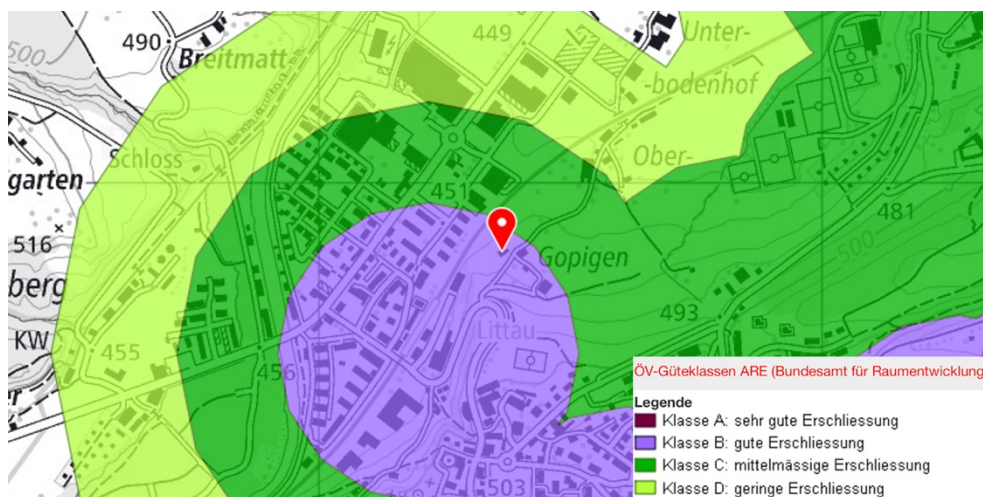 500
490
Breitmatt
449
Unter-
-bodenhof
Schloss
Ober-
garten
451
481
516
Gopigen
500
berg
493
KW
Littau
455
456
503
ÖV-Güteklassen ARE (Bundesamt für Raumentwicklung
Legende
Klasse A: sehr gute Erschliessung
Klasse B: gute Erschliessung
Klasse C: mittelmässige Erschliessung
Klasse D: geringe Erschliessung